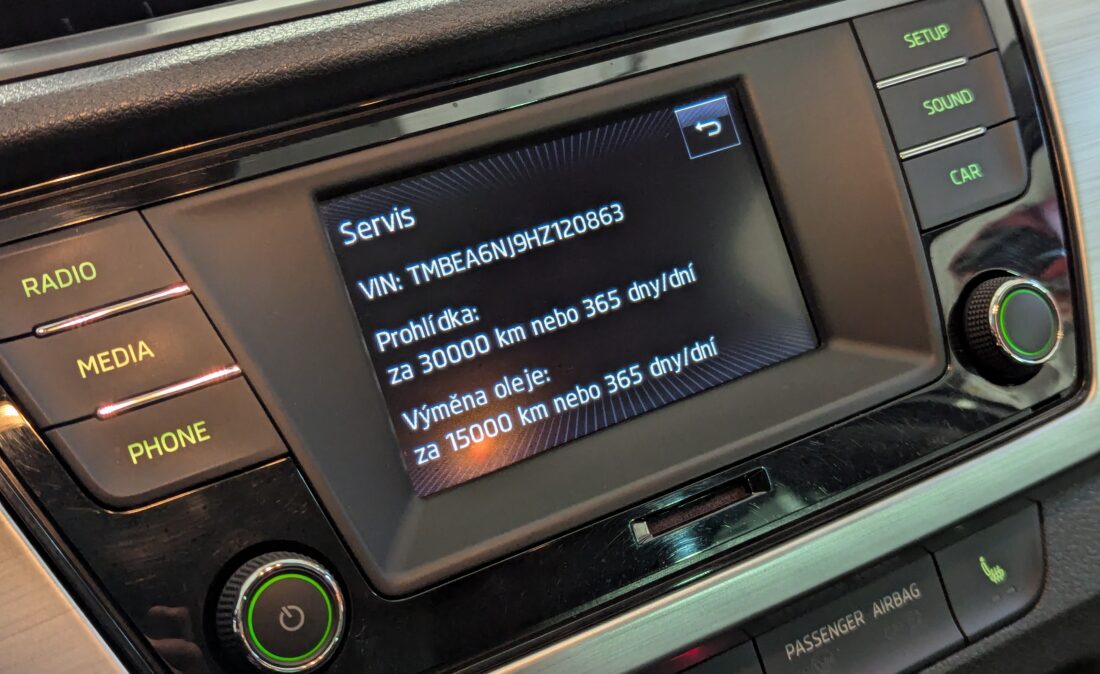 SETUP
SOUND
CAR
RADIO
MEDIA
PHONE
Servis
VIN: TMBEA6NJ9HZ120863
Prohlídka:
za 30000 km nebo 365 dny/dní
Výměna oleje:
za 15000 km nebo 365 dny/dní
PASSENGER AIRBAG